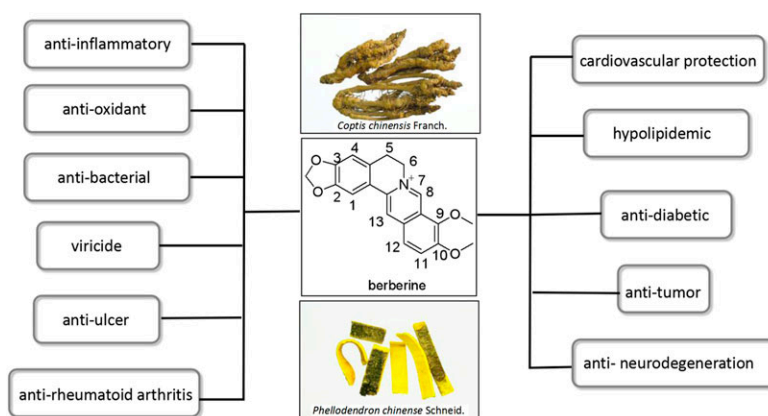 anti-inflammatory
anti-oxidant
anti-bacterial
viricide
anti-ulcer
anti-rheumatoid arthritis
Coptis chinensis Franch.
4
5
3
6
O
7
N+
8
2
O
1
9
O
13
12
10
O
11
berberine
Phellodendron chinense Schneid.
cardiovascular protection
hypolipidemic
anti-diabetic
anti-tumor
anti- neurodegeneration